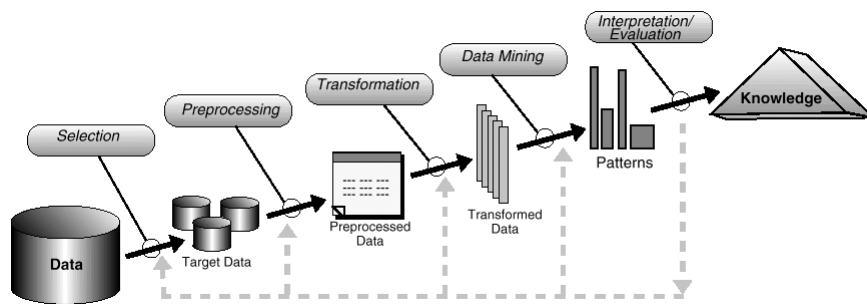 Interpretation/
Evaluation
Data Mining
Transformation
Preprocessing
Selection
Knowledge
Patterns
Transformed
Data
Preprocessed
Data
Target Data
Data